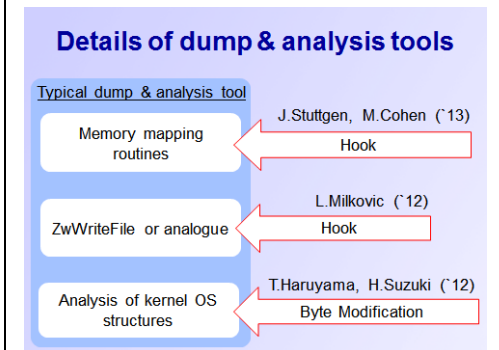 Details of dump & analysis tools
Typical dump & analysis tool
J.Stuttgen, M.Cohen (`13)
Memory mapping
routines
Hook
L.Milkovic (`12)
ZwWriteFile or analogue
Hook
T.Haruyama, H.Suzuki (`12)
Analysis of kernel OS
structures
Byte Modification